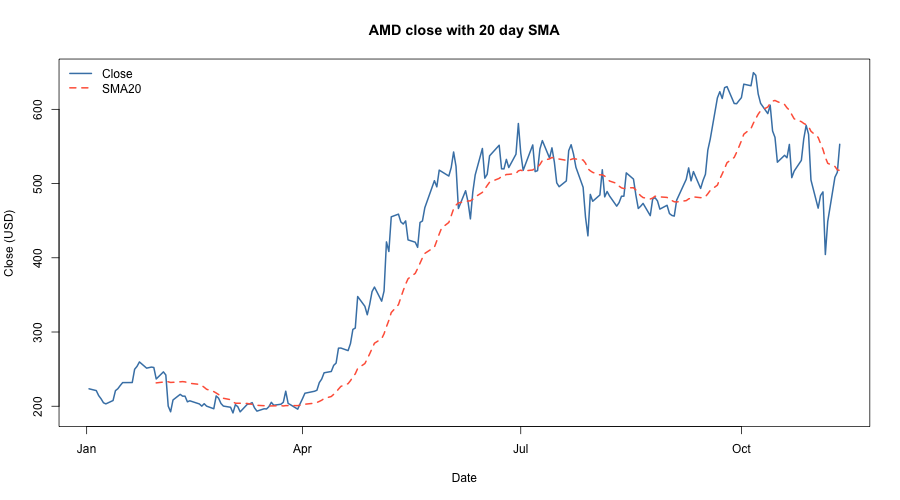 AMD close with 20 day SMA
Close
SMA20
600
500
400
300
200
Close (USD)
Jan Apr Jul Oct
Date